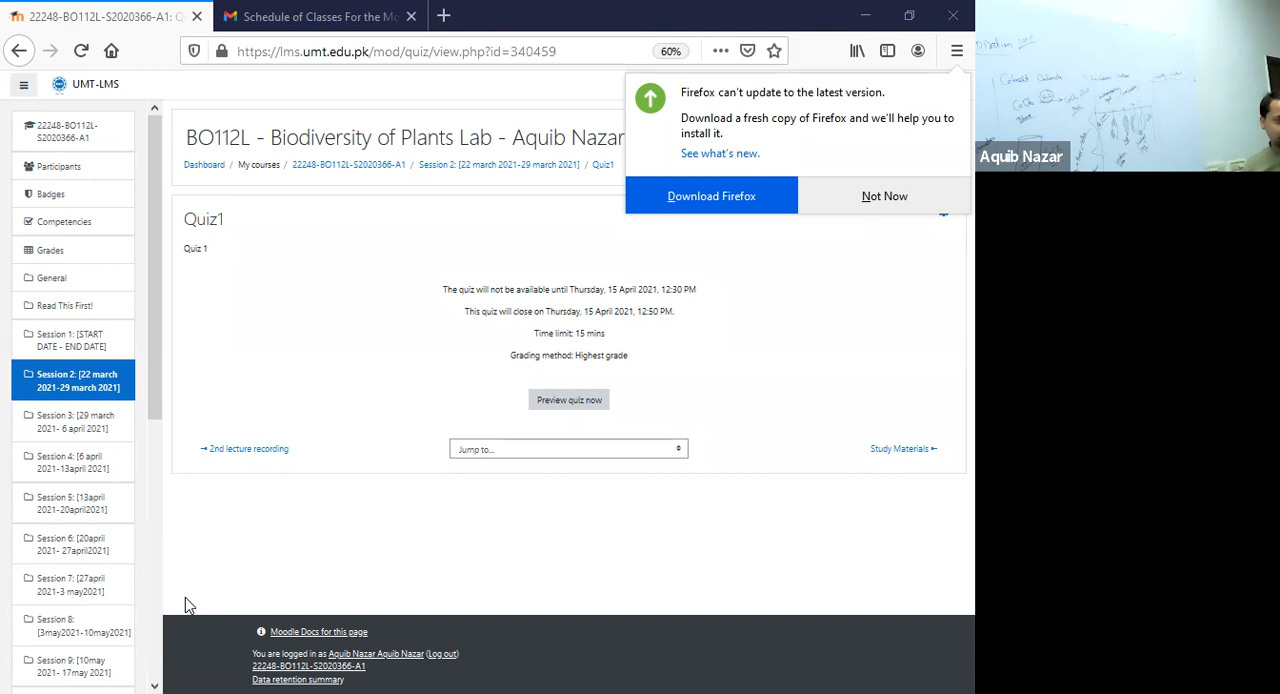 22248-BO112L-S2020366-A1: Q
Schedule of Classes For the Mo
https://lms.umt.edu.pk/mod/quiz/view.php?id=340459
60%
UMT-LMS
22248-BO112L-
S2020366-A1
Participants
Badges
Competencies
Grades
General
Read This First!
Session 1: [START
DATE - END DATE]
Session 2: [22 march
2021-29 march 2021]
Session 3: [29 march
2021- 6 april 2021]
Session 4: [6 april
2021-13april 2021]
Session 5: [13april
2021-20april2021]
Session 6: [20april
2021- 27april2021]
Session 7: [27april
2021-3 may2021]
Session 8:
[3may2021-10may2021]
Session 9: [10may
2021- 17may 2021]
BO112L - Biodiversity of Plants Lab - Aquib Nazar
Dashboard / My courses / 22248-BO112L-S2020366-A1 / Session 2: [22 march 2021-29 march 2021] / Quiz1
Firefox can't update to the latest version.
Download a fresh copy of Firefox and we'll help you to
install it.
See what's new.
Download Firefox
Not Now
Quiz1
Quiz 1
The quiz will not be available until Thursday, 15 April 2021, 12:30 PM
This quiz will close on Thursday, 15 April 2021, 12:50 PM.
Time limit: 15 mins
Grading method: Highest grade
Preview quiz now
→ 2nd lecture recording
Jump to...
Study Materials ←
Moodle Docs for this page
You are logged in as Aquib Nazar Aquib Nazar (Log out)
22248-BO112L-S2020366-A1
Data retention summary
Aquib Nazar